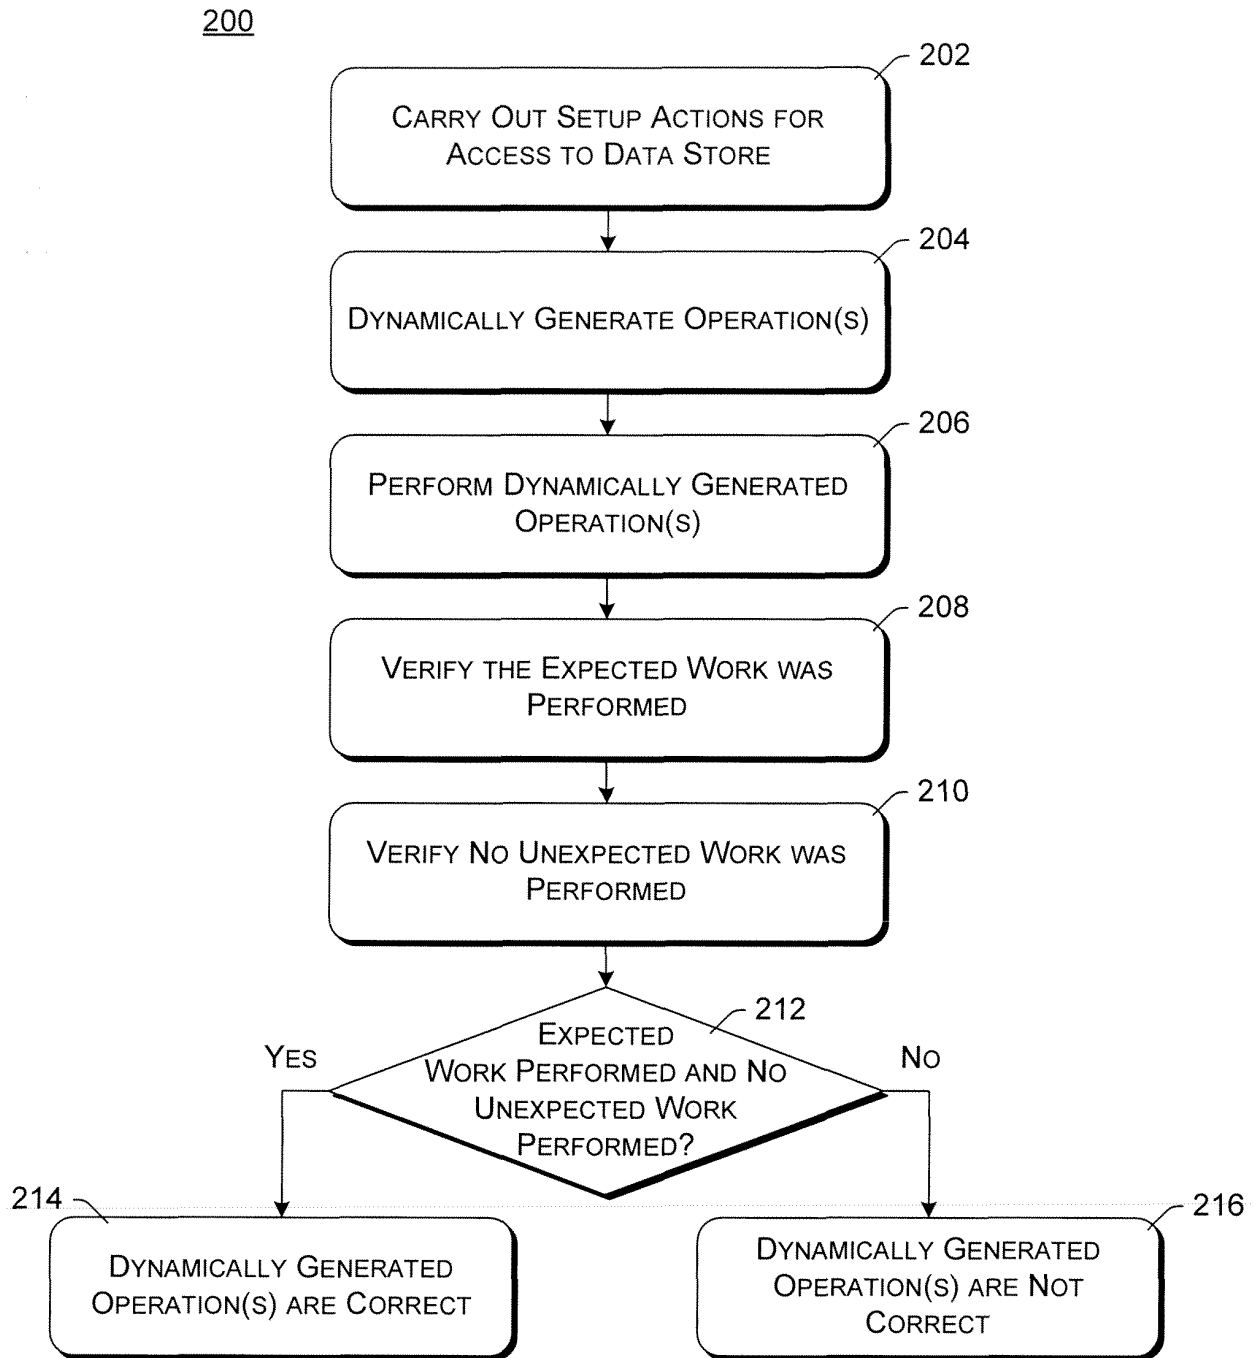 200
202
CARRY OUT SETUP ACTIONS FOR
ACCESS TO DATA STORE
204
DYNAMICALLY GENERATE OPERATION(S)
206
PERFORM DYNAMICALLY GENERATED
OPERATION(S)
208
VERIFY THE EXPECTED WORK WAS
PERFORMED
210
VERIFY NO UNEXPECTED WORK WAS
PERFORMED
212
EXPECTED
WORK PERFORMED AND NO
UNEXPECTED WORK
PERFORMED?
YES
NO
214
DYNAMICALLY GENERATED
OPERATION(S) ARE CORRECT
216
DYNAMICALLY GENERATED
OPERATION(S) ARE NOT
CORRECT